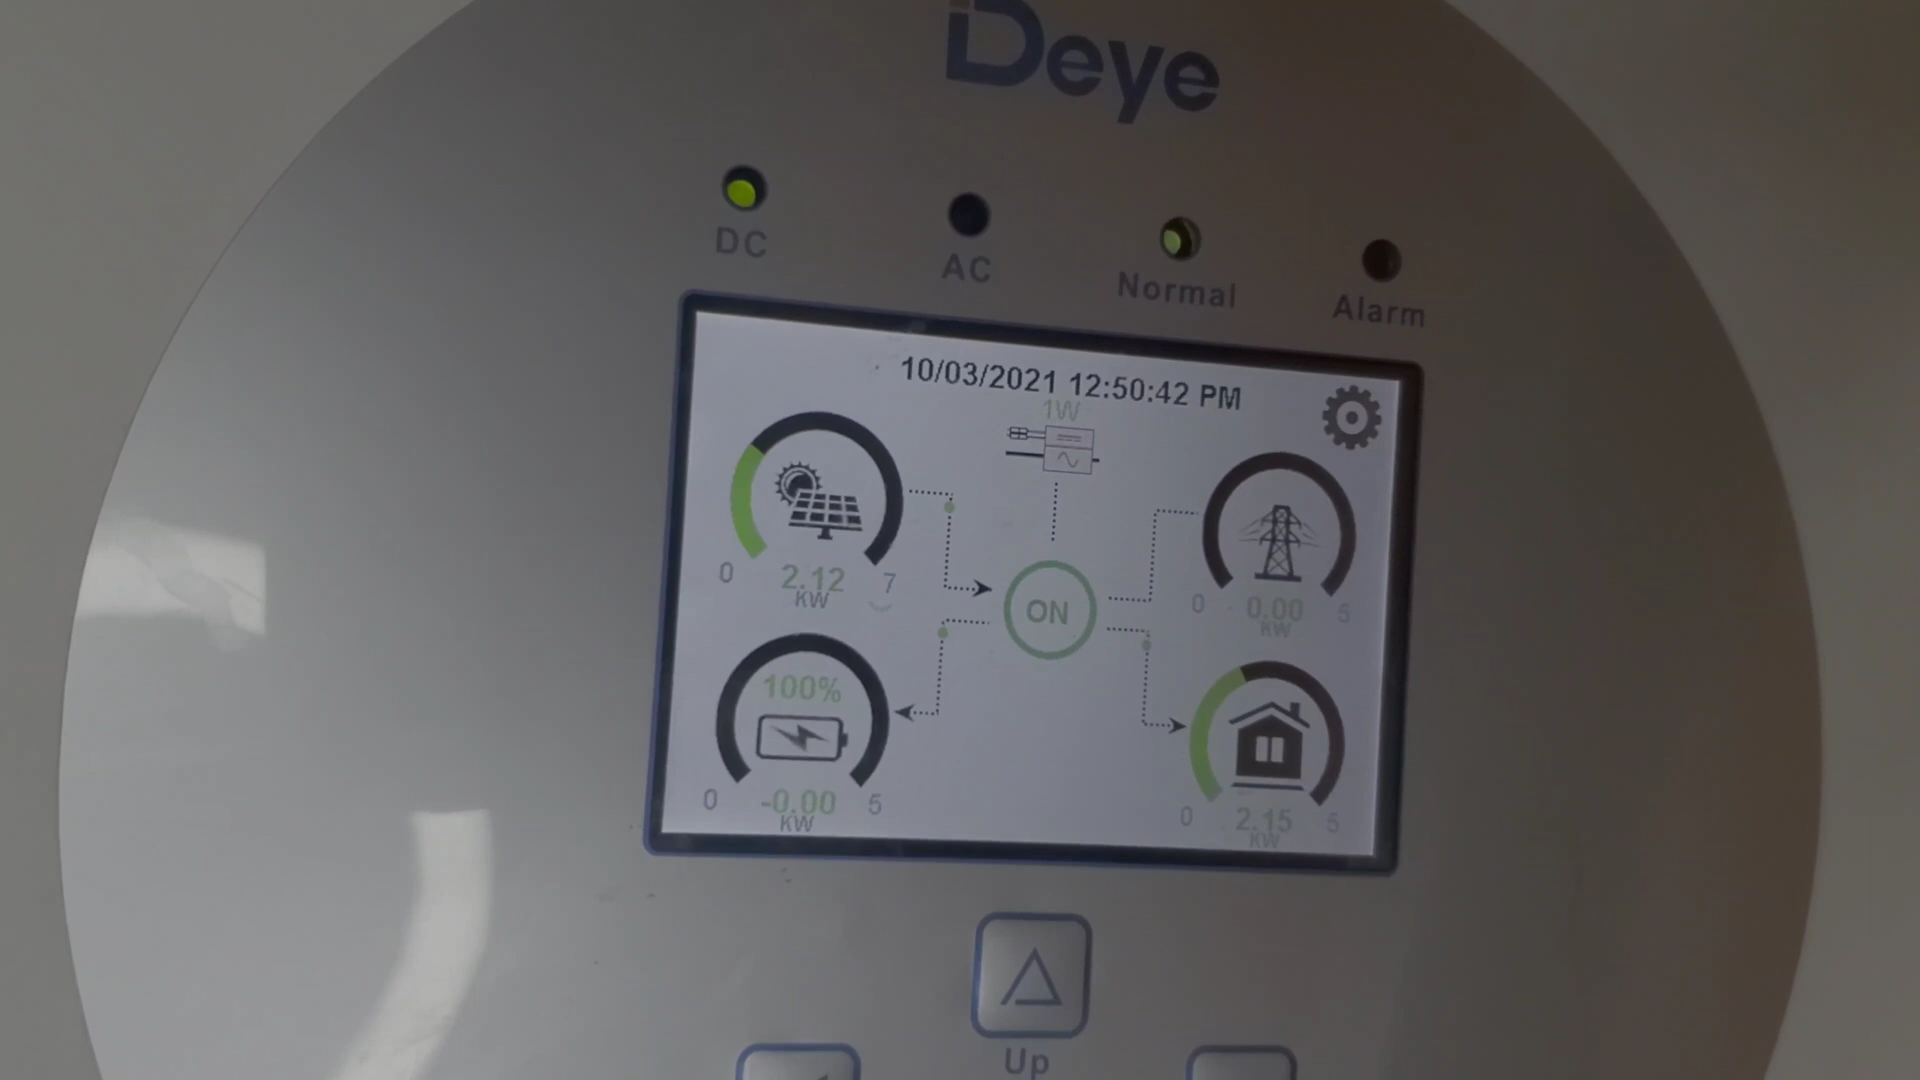 Deye
DC
AC
Normal
Alarm
10/03/2021 12:50:42 PM
1W
0
2.12
7
KW
ON
0
0.00
5
KW
100%
0
-0.00
5
KW
0
2.15
5
KW
Up